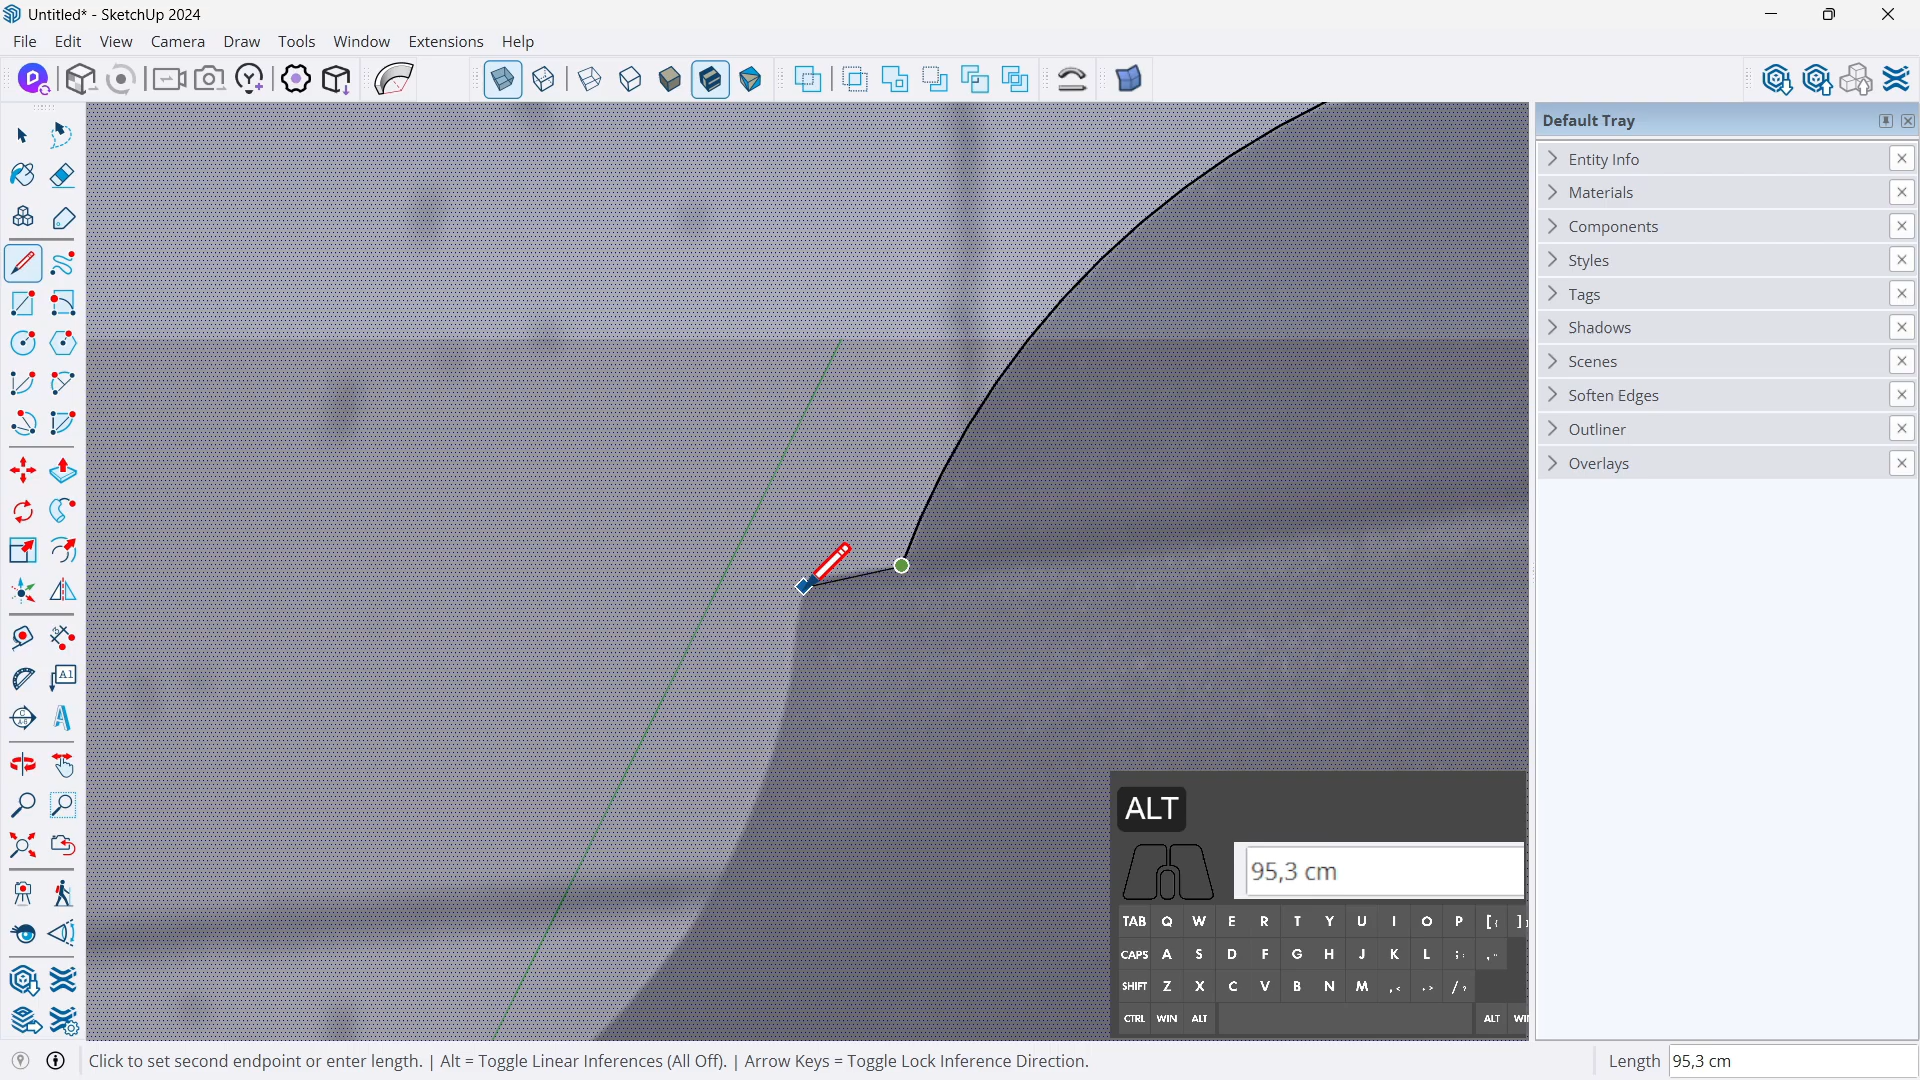 Untitled* - SketchUp 2024
File Edit View Camera Draw Tools Window Extensions Help
Default Tray
Entity Info
Materials
Components
Styles
Tags
Shadows
Scenes
Soften Edges
Outliner
Overlays
A1
ALT
95,3 cm
TAB Q W E R T Y U I O P [{ ]}
CAPS A S D F G H J K L ;: ,"
SHIFT Z X C V B N M ,< .> /?
CTRL WIN ALT ALT WIN
Click to set second endpoint or enter length. | Alt = Toggle Linear Inferences (All Off). | Arrow Keys = Toggle Lock Inference Direction.
Length 95,3 cm